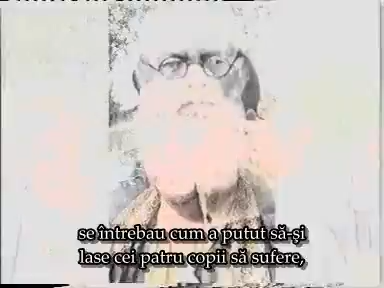 se întrebau cum a putut să-și
lase cei patru copii să sufere,